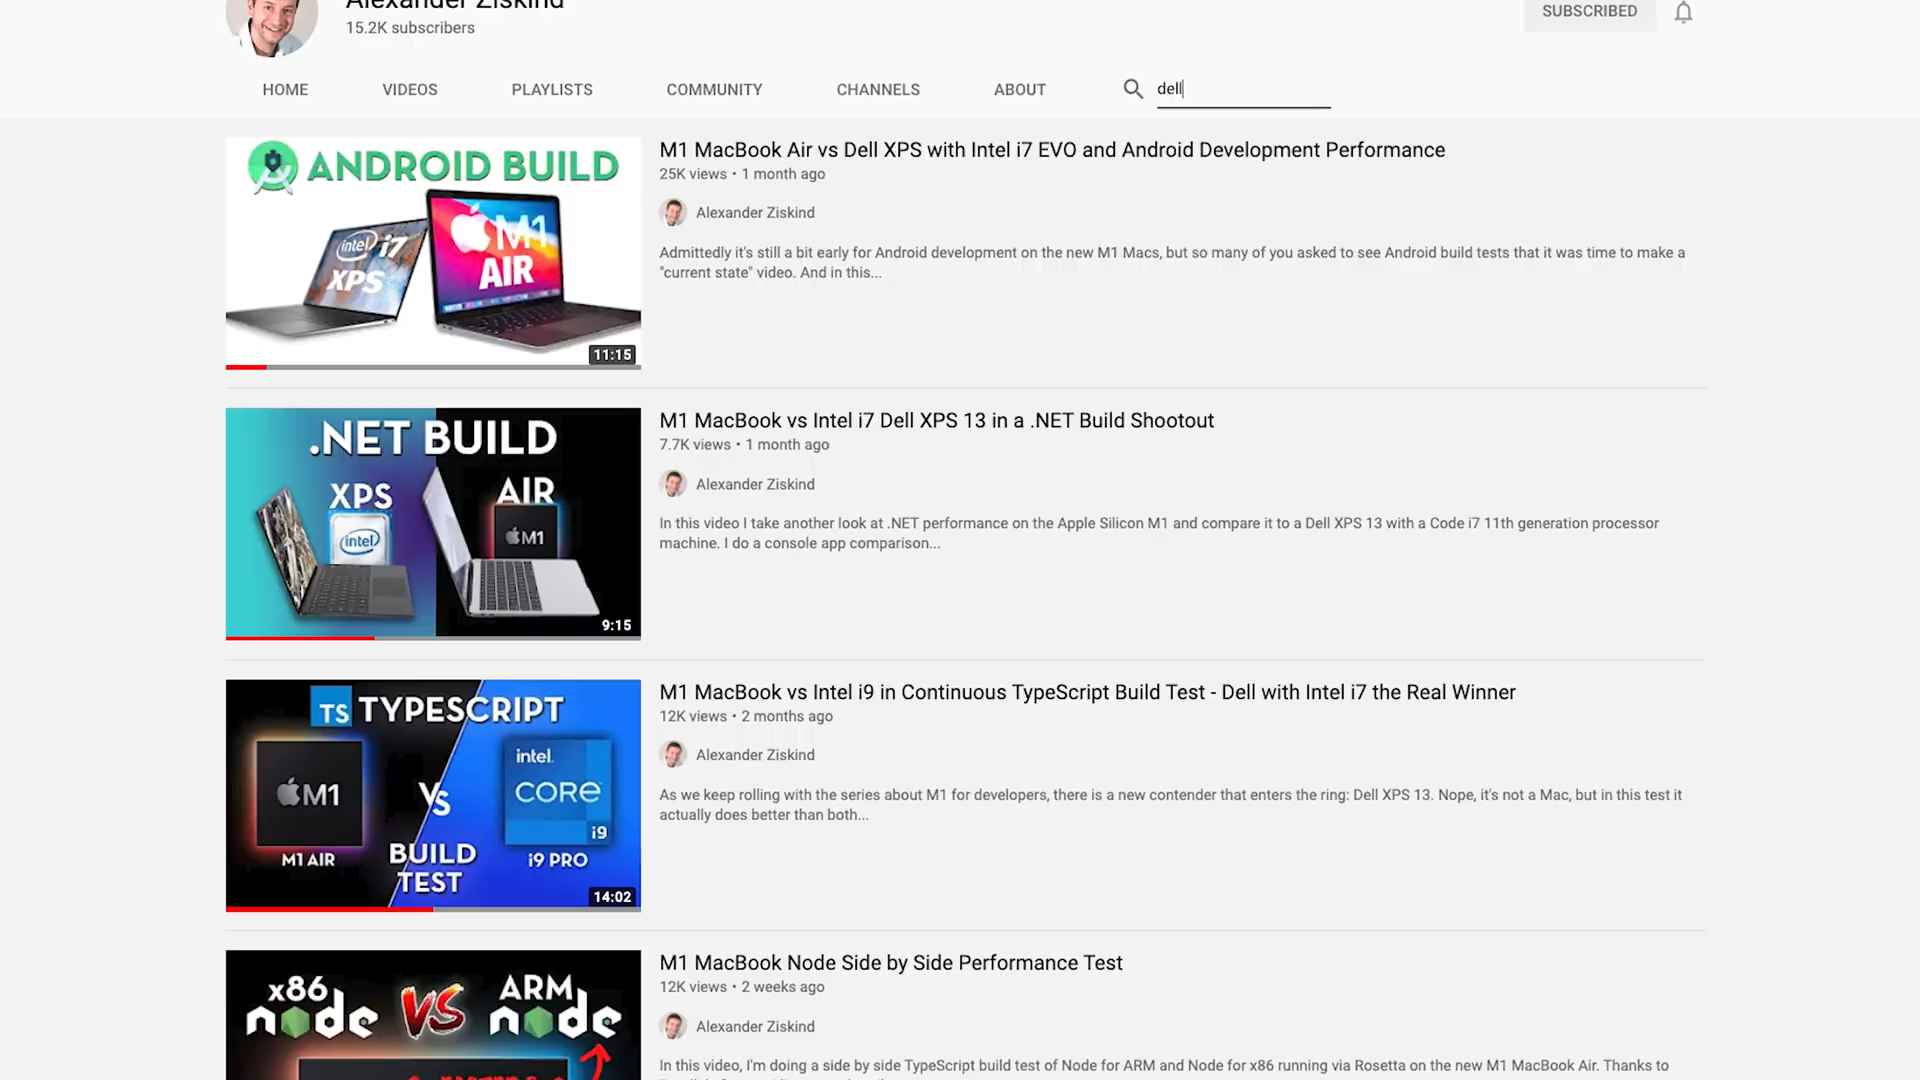 Alexander Ziskind
15.2K subscribers
SUBSCRIBED
HOME
VIDEOS
PLAYLISTS
COMMUNITY
CHANNELS
ABOUT
dell
ANDROID BUILD
intel i7
XPS
M1
AIR
11:15
M1 MacBook Air vs Dell XPS with Intel i7 EVO and Android Development Performance
25K views • 1 month ago
Alexander Ziskind
Admittedly it's still a bit early for Android development on the new M1 Macs, but so many of you asked to see Android build tests that it was time to make a
"current state" video. And in this...
.NET BUILD
XPS
intel
AIR
M1
9:15
M1 MacBook vs Intel i7 Dell XPS 13 in a .NET Build Shootout
7.7K views • 1 month ago
Alexander Ziskind
In this video I take another look at .NET performance on the Apple Silicon M1 and compare it to a Dell XPS 13 with a Code i7 11th generation processor
machine. I do a console app comparison...
TS TYPESCRIPT
M1
VS
intel.
CORE
i9
M1 AIR
BUILD
TEST
i9 PRO
14:02
M1 MacBook vs Intel i9 in Continuous TypeScript Build Test - Dell with Intel i7 the Real Winner
12K views • 2 months ago
Alexander Ziskind
As we keep rolling with the series about M1 for developers, there is a new contender that enters the ring: Dell XPS 13. Nope, it's not a Mac, but in this test it
actually does better than both...
x86
node
VS
ARM
node
M1 MacBook Node Side by Side Performance Test
12K views • 2 weeks ago
Alexander Ziskind
In this video, I'm doing a side by side TypeScript build test of Node for ARM and Node for x86 running via Rosetta on the new M1 MacBook Air. Thanks to